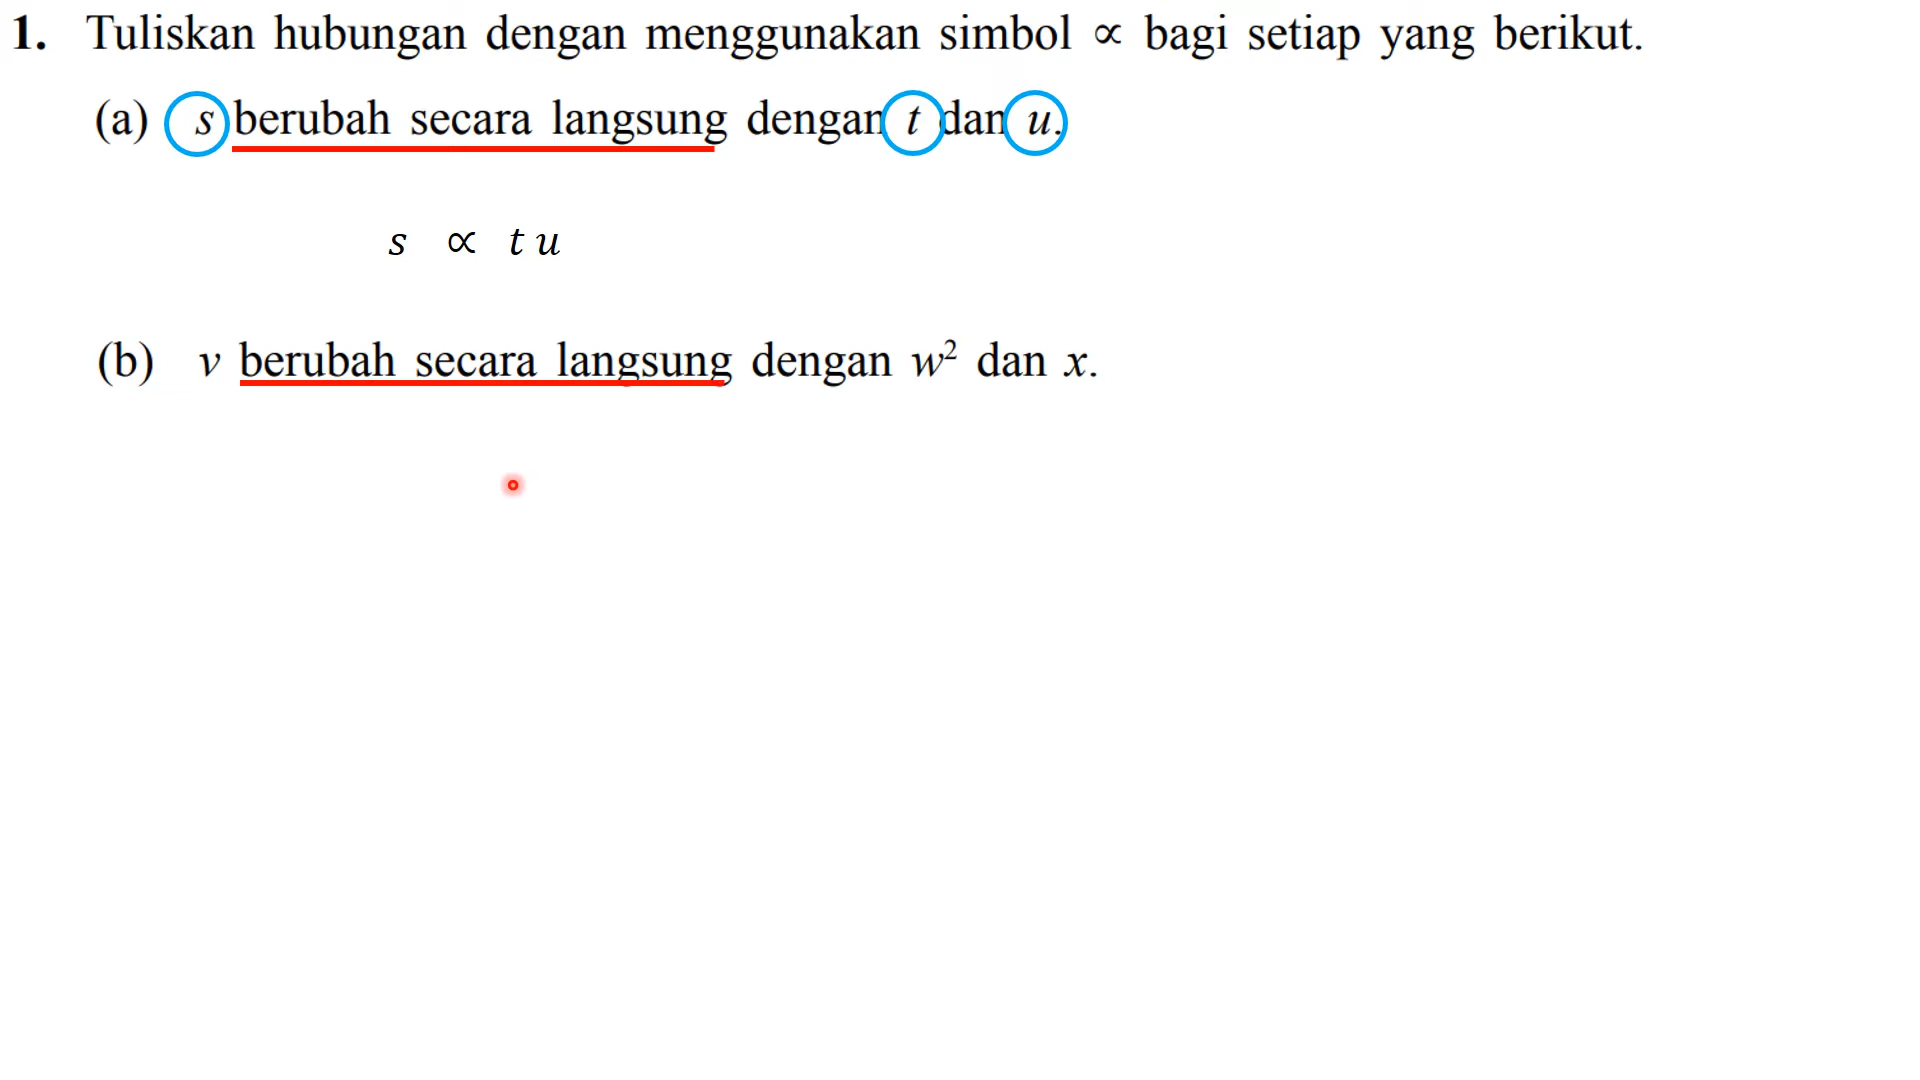 1. Tuliskan hubungan dengan menggunakan simbol ∝ bagi setiap yang berikut.
(a) s berubah secara langsung dengan t dan u.
s ∝ t u
(b) v berubah secara langsung dengan w² dan x.